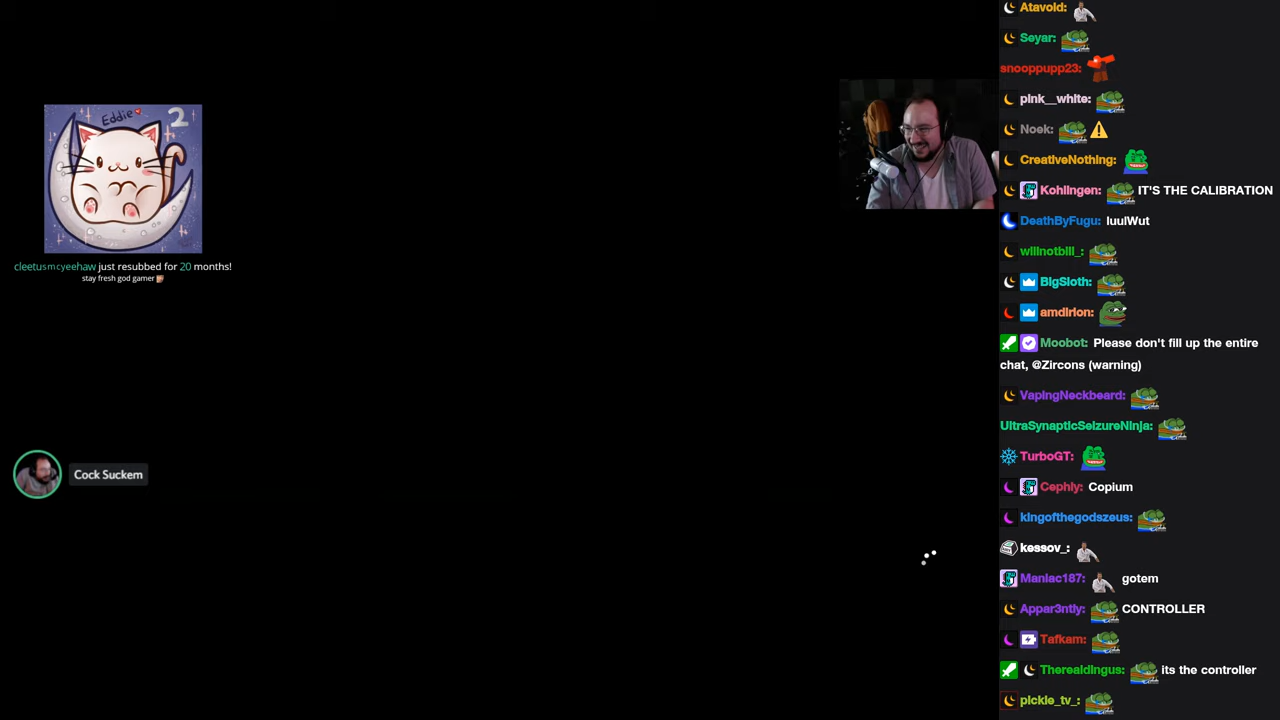 Eddie
2
cleetusmcyeehaw just resubbed for 20 months!
stay fresh god gamer
Cock Suckem
Atavold:
Seyar:
snooppupp23:
pink__white:
Noek:
CreativeNothing:
Kohlingen: IT'S THE CALIBRATION
DeathByFugu: luulWut
willnotbill_:
BigSloth:
amdirion:
Moobot: Please don't fill up the entire
chat, @Zircons (warning)
VapingNeckbeard:
UltraSynapticSeizureNinja:
TurboGT:
Cephly: Copium
kingofthegodszeus:
kessov_:
Maniac187: gotem
Appar3ntly: CONTROLLER
Tafkam:
Therealdingus: its the controller
pickle_tv_: